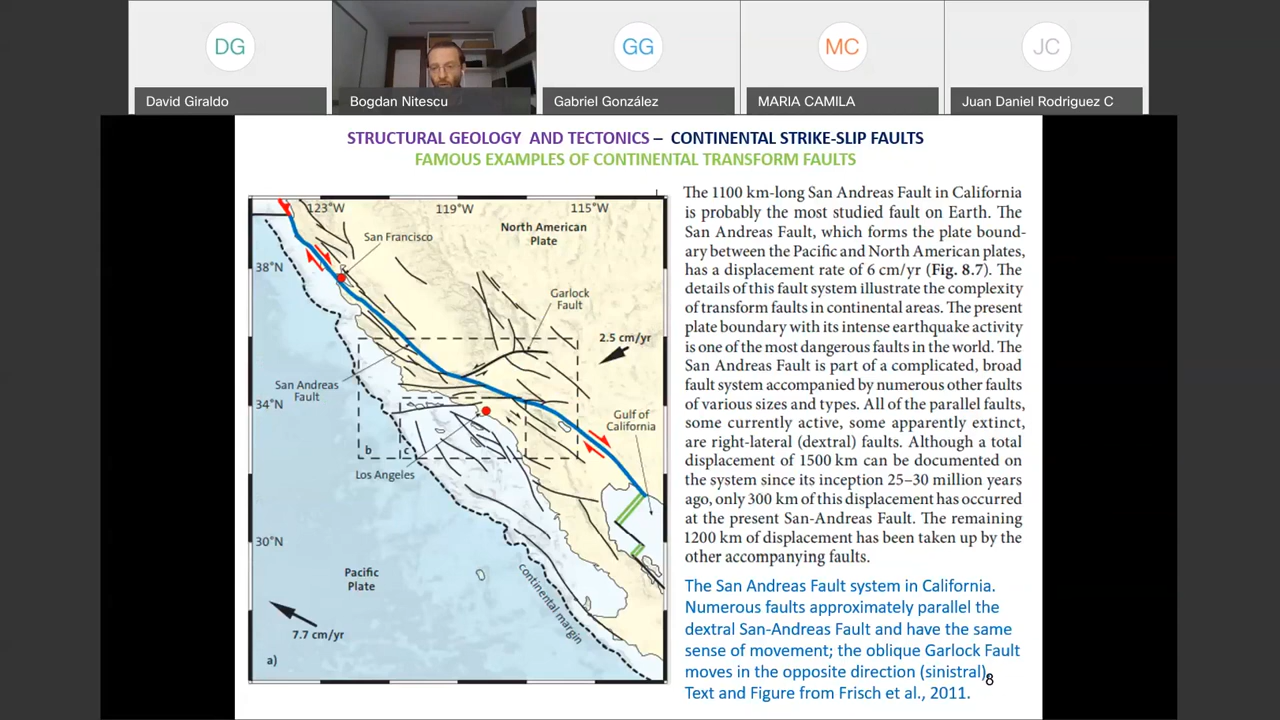 DG
GG
MC
JC
David Giraldo
Bogdan Nitescu
Gabriel González
MARIA CAMILA
Juan Daniel Rodriguez C
STRUCTURAL GEOLOGY AND TECTONICS – CONTINENTAL STRIKE-SLIP FAULTS
FAMOUS EXAMPLES OF CONTINENTAL TRANSFORM FAULTS
123°W
119°W
115°W
San Francisco
North American
Plate
38°N
Garlock
Fault
2.5 cm/yr
San Andreas
Fault
34°N
Gulf of
California
b
c
Los Angeles
30°N
Pacific
Plate
continental margin
7.7 cm/yr
a)
The 1100 km-long San Andreas Fault in California
is probably the most studied fault on Earth. The
San Andreas Fault, which forms the plate bound-
ary between the Pacific and North American plates,
has a displacement rate of 6 cm/yr (Fig. 8.7). The
details of this fault system illustrate the complexity
of transform faults in continental areas. The present
plate boundary with its intense earthquake activity
is one of the most dangerous faults in the world. The
San Andreas Fault is part of a complicated, broad
fault system accompanied by numerous other faults
of various sizes and types. All of the parallel faults,
some currently active, some apparently extinct,
are right-lateral (dextral) faults. Although a total
displacement of 1500 km can be documented on
the system since its inception 25–30 million years
ago, only 300 km of this displacement has occurred
at the present San-Andreas Fault. The remaining
1200 km of displacement has been taken up by the
other accompanying faults.
The San Andreas Fault system in California.
Numerous faults approximately parallel the
dextral San-Andreas Fault and have the same
sense of movement; the oblique Garlock Fault
moves in the opposite direction (sinistral).
Text and Figure from Frisch et al., 2011.
8